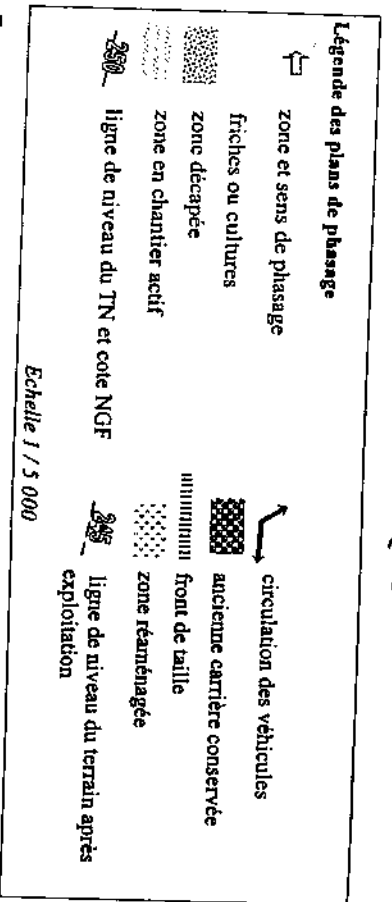 Légende des plans de phasage
zone et sens de phasage
friches ou cultures
zone décapée
zone en chantier actif
250 ligne de niveau du TN et cote NGF
circulation des véhicules
ancienne carrière conservée
front de taille
zone réaménagée
245 ligne de niveau du terrain après
exploitation
Echelle 1 / 5 000